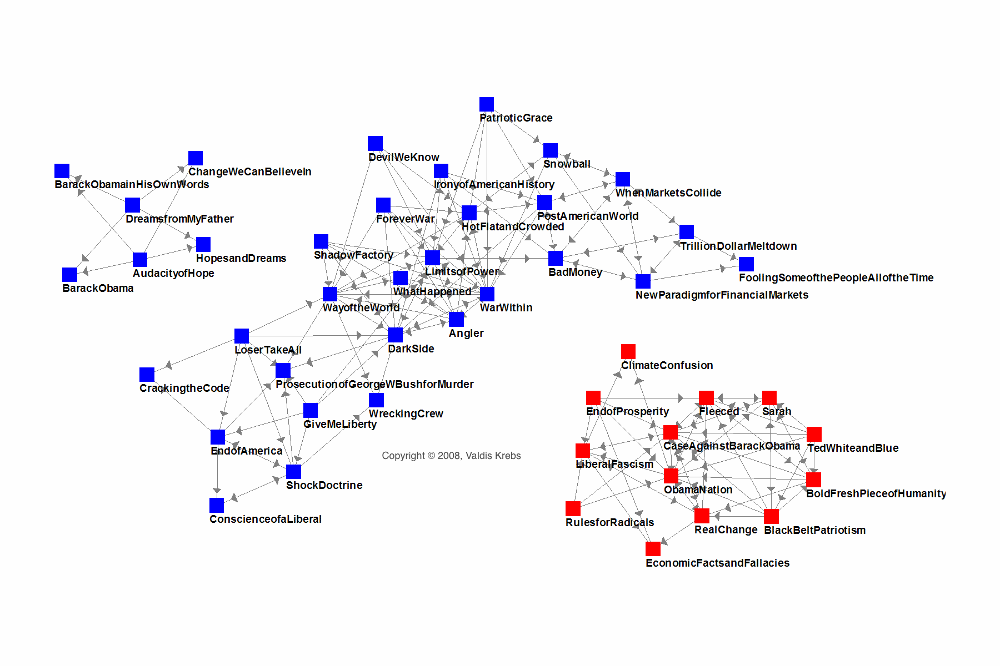 PatrioticGrace
DevilWeKnow
Snowball
ChangeWeCanBelieveIn
BarackObamainHisOwnWords
IronyofAmericanHistory
WhenMarketsCollide
DreamsfromMyFather
ForeverWar
PostAmericanWorld
HotFlatandCrowded
TrillionDollarMeltdown
HopesandDreams
ShadowFactory
AudacityofHope
LimitsofPower
BadMoney
FoolingSomeofthePeopleAlloftheTime
BarackObama
WhatHappened
NewParadigmforFinancialMarkets
WayoftheWorld
WarWithin
Angler
LoserTakeAll
DarkSide
ClimateConfusion
CrackingtheCode
ProsecutionofGeorgeWBushforMurder
WreckingCrew
EndofProsperity
Fleeced
Sarah
GiveMeLiberty
CaseAgainstBarackObama
TedWhiteandBlue
EndofAmerica
Copyright © 2008, Valdis Krebs
LiberalFascism
ShockDoctrine
ObamaNation
BoldFreshPieceofHumanity
ConscienceofaLiberal
RulesforRadicals
RealChange
BlackBeltPatriotism
EconomicFactsandFallacies